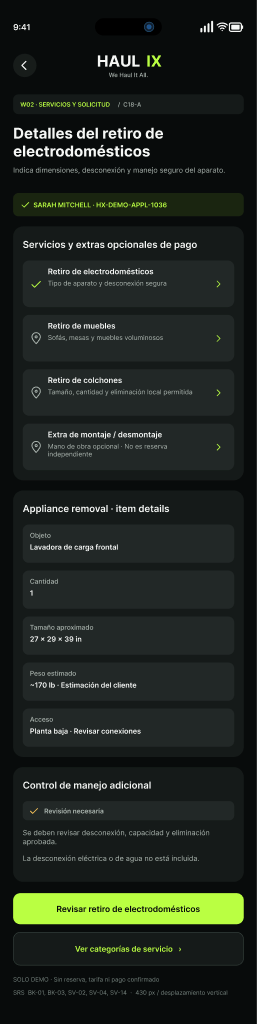 9:41
HAUL IX
We Haul It All.
W02 · SERVICIOS Y SOLICITUD / C18-A
Detalles del retiro de
electrodomésticos
Indica dimensiones, desconexión y manejo seguro del aparato.
SARAH MITCHELL · HX-DEMO-APPL-1036
Servicios y extras opcionales de pago
Retiro de electrodomésticos
Tipo de aparato y desconexión segura
Retiro de muebles
Sofás, mesas y muebles voluminosos
Retiro de colchones
Tamaño, cantidad y eliminación local permitida
Extra de montaje / desmontaje
Mano de obra opcional · No es reserva
independiente
Appliance removal · item details
Objeto
Lavadora de carga frontal
Cantidad
1
Tamaño aproximado
27 × 29 × 39 in
Peso estimado
~170 lb · Estimación del cliente
Acceso
Planta baja · Revisar conexiones
Control de manejo adicional
Revisión necesaria
Se deben revisar desconexión, capacidad y eliminación
aprobada.
La desconexión eléctrica o de agua no está incluida.
Revisar retiro de electrodomésticos
Ver categorías de servicio ›
SOLO DEMO · Sin reserva, tarifa ni pago confirmado
SRS BK-01, BK-03, SV-02, SV-04, SV-14 · 430 px / desplazamiento vertical